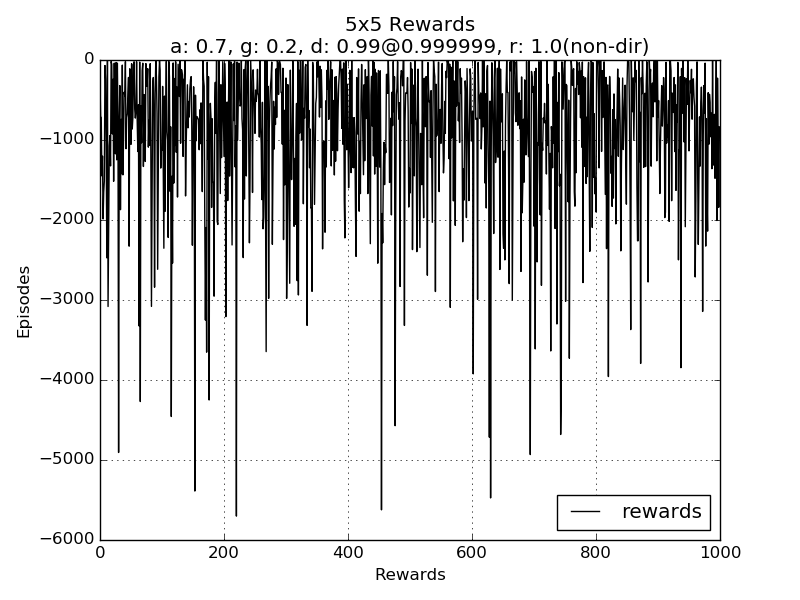 5x5 Rewards
a: 0.7, g: 0.2, d: 0.99@0.999999, r: 1.0(non-dir)
0
−1000
−2000
−3000
−4000
−5000
−6000
Episodes
rewards
0 200 400 600 800 1000
Rewards